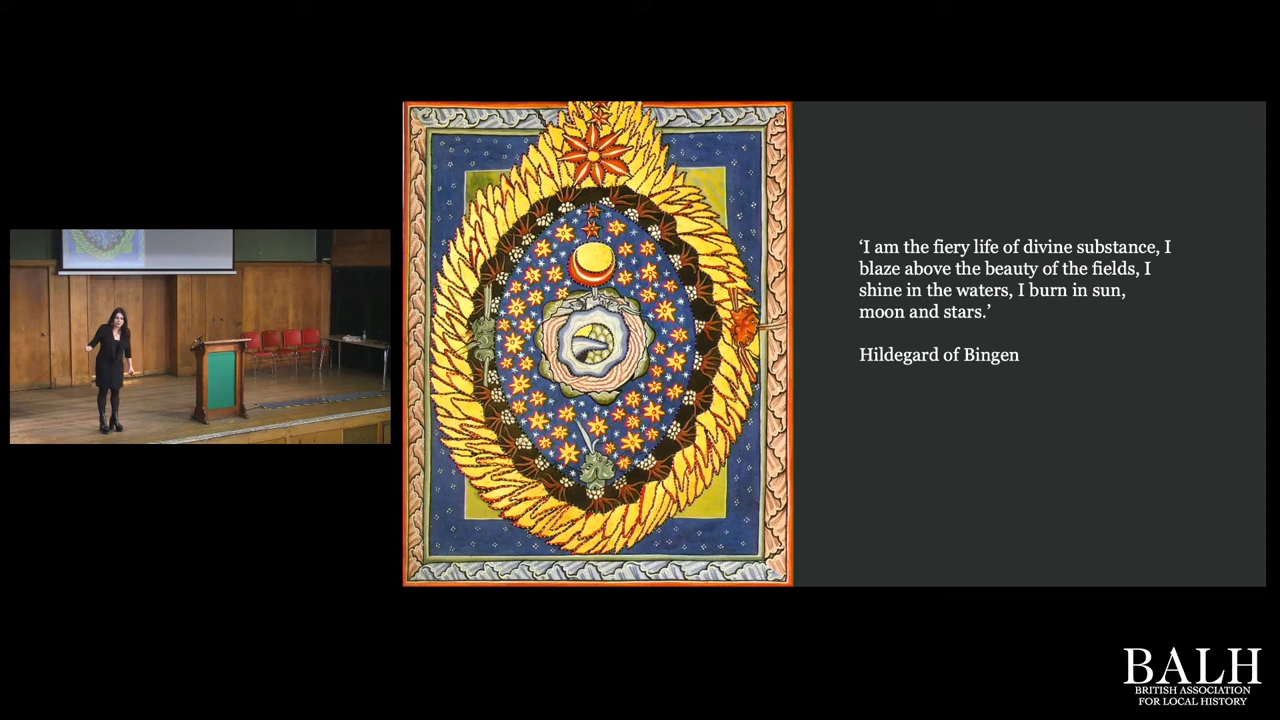 ‘I am the fiery life of divine substance, I
blaze above the beauty of the fields, I
shine in the waters, I burn in sun,
moon and stars.’
Hildegard of Bingen
BALH
BRITISH ASSOCIATION
FOR LOCAL HISTORY